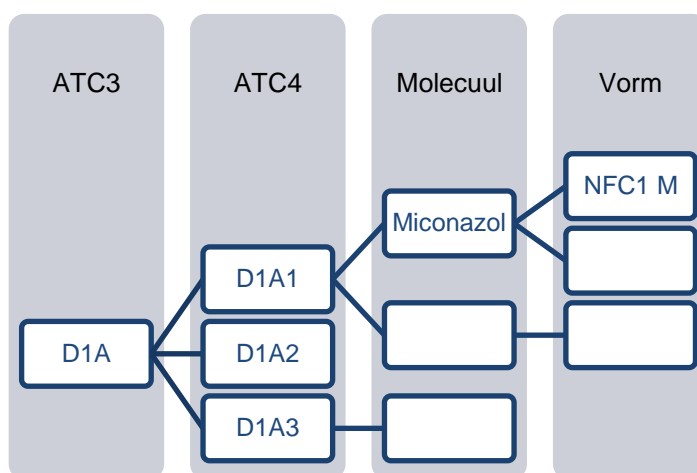 ATC3
ATC4
Molecuul
Vorm
NFC1 M
Miconazol
D1A1
D1A
D1A2
D1A3